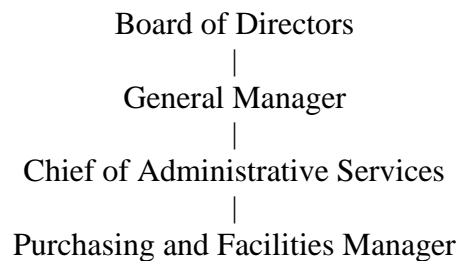 Board of Directors
|
General Manager
|
Chief of Administrative Services
|
Purchasing and Facilities Manager